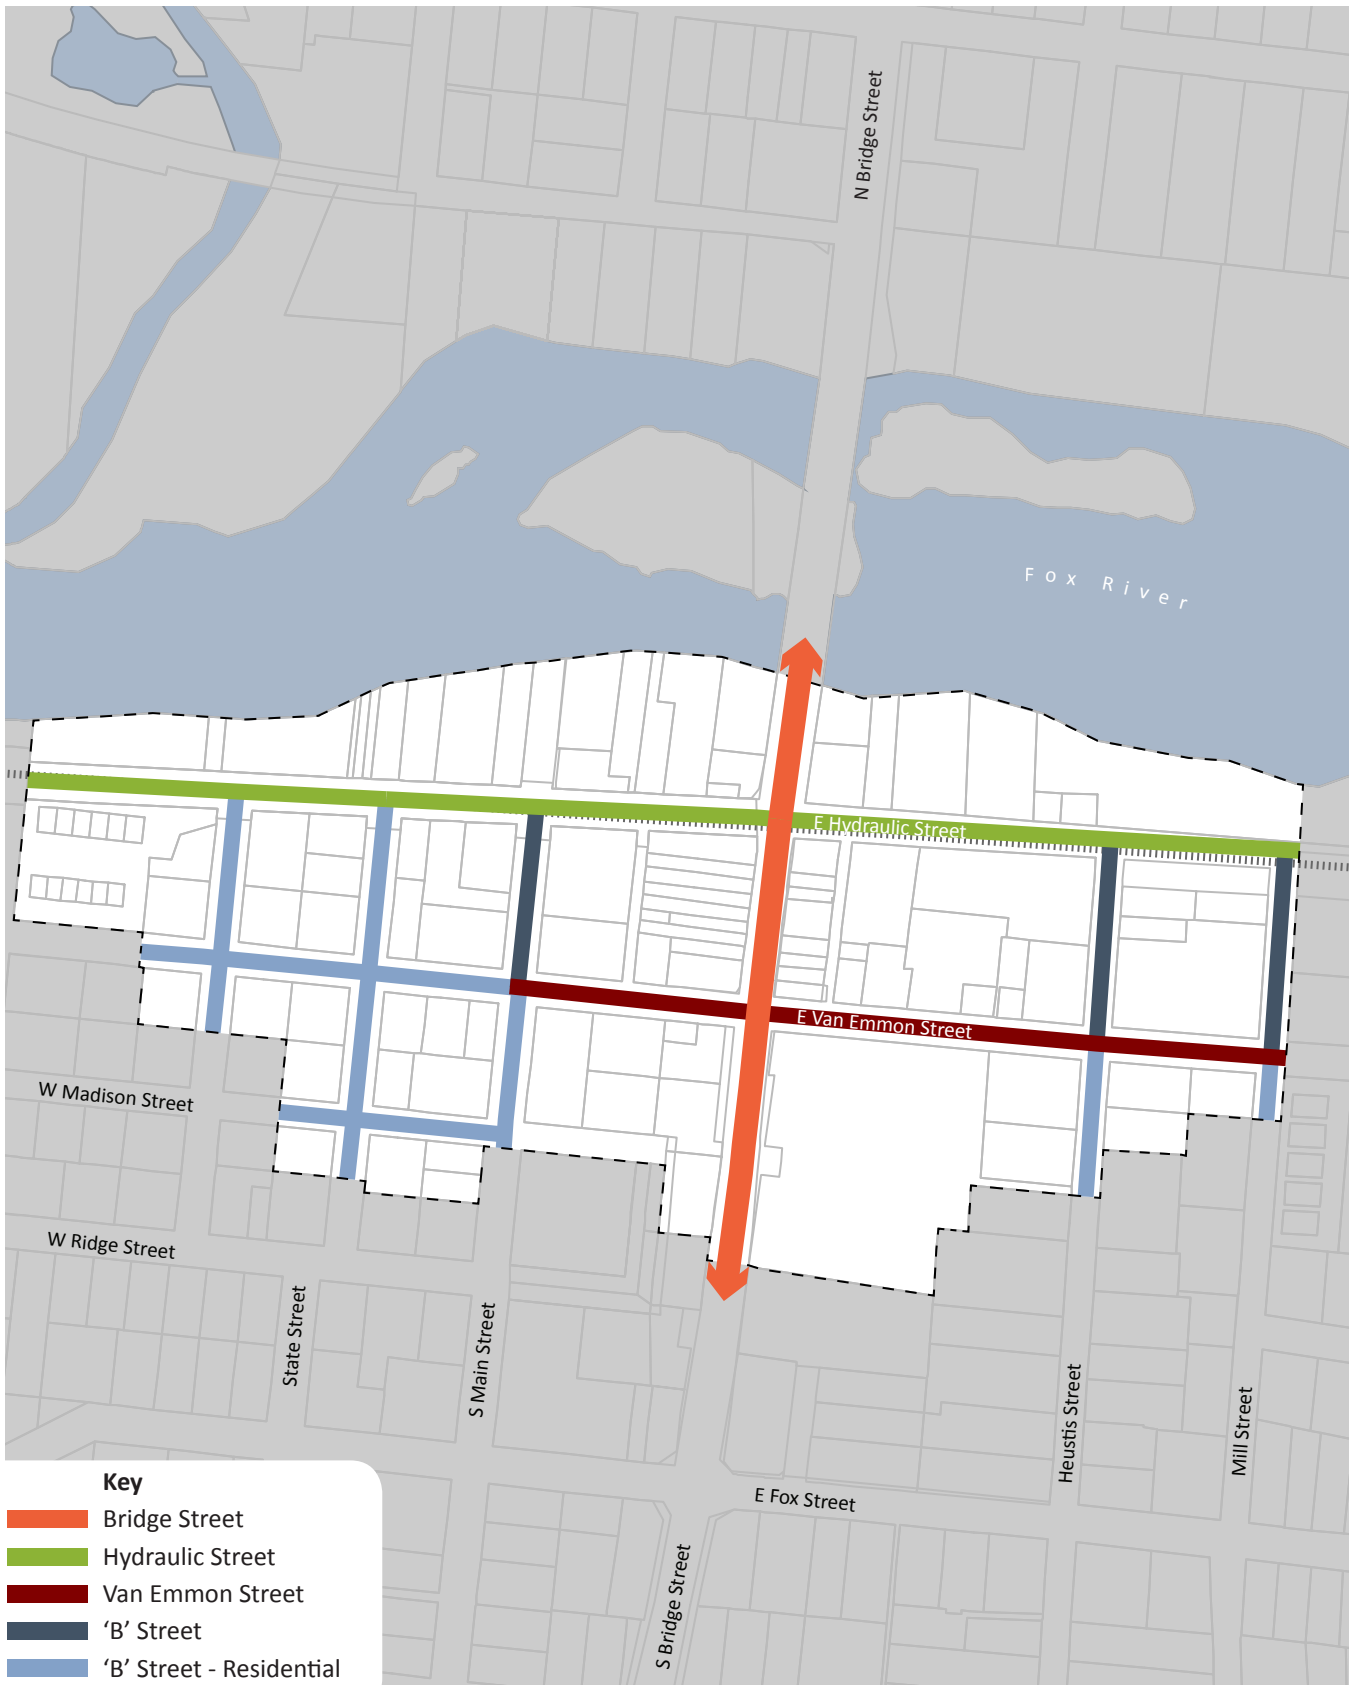 N Bridge Street
Fox River
E Hydraulic Street
E Van Emmon Street
W Madison Street
W Ridge Street
State Street
S Main Street
Heustis Street
Mill Street
E Fox Street
S Bridge Street
Key
Bridge Street
Hydraulic Street
Van Emmon Street
‘B’ Street
‘B’ Street - Residential